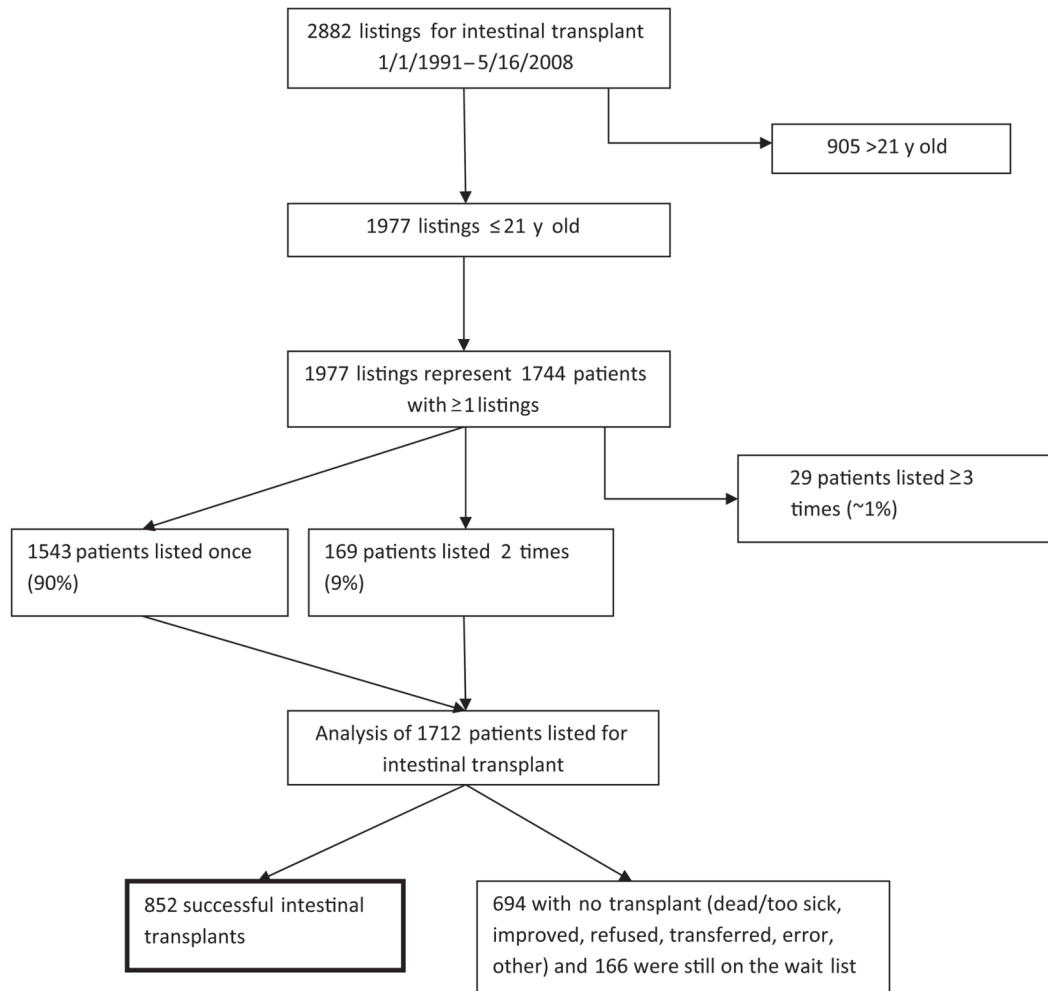 2882 listings for intestinal transplant
1/1/1991–5/16/2008
905 >21 y old
1977 listings ≤21 y old
1977 listings represent 1744 patients
with ≥1 listings
29 patients listed ≥3
times (~1%)
1543 patients listed once
(90%)
169 patients listed 2 times
(9%)
Analysis of 1712 patients listed for
intestinal transplant
852 successful intestinal
transplants
694 with no transplant (dead/too sick,
improved, refused, transferred, error,
other) and 166 were still on the wait list